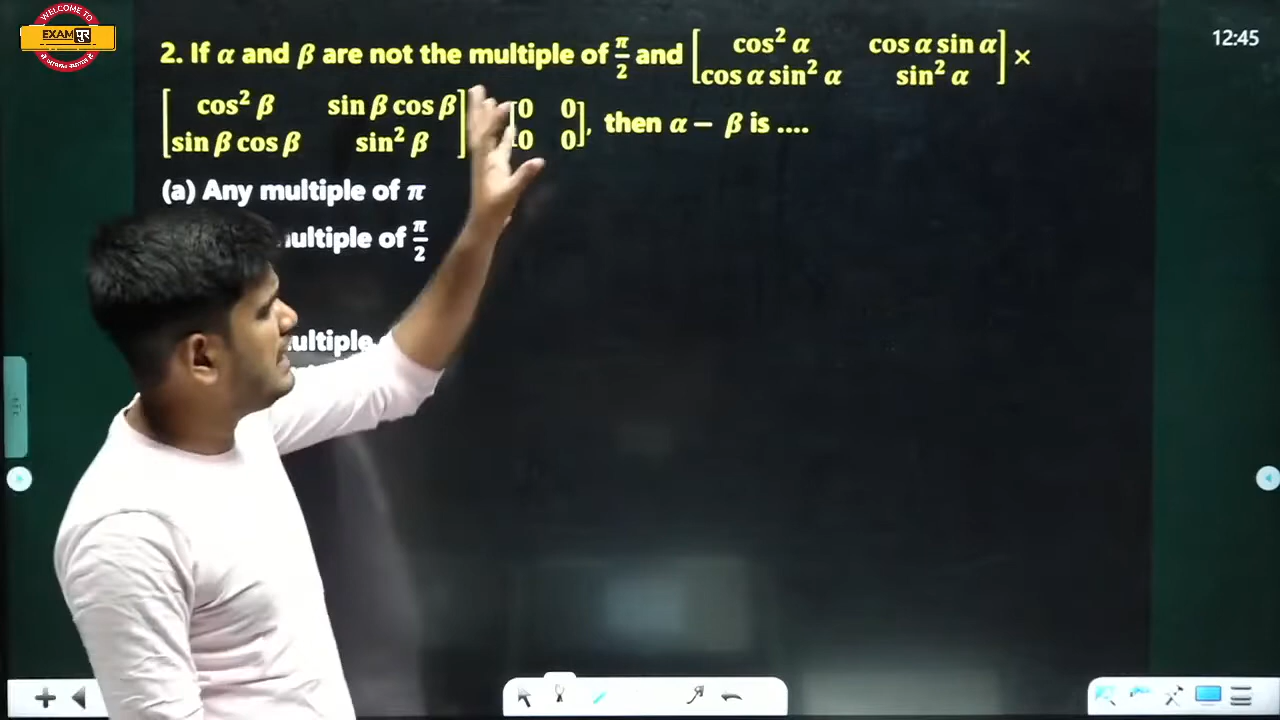 WELCOME TO
EXAMपुर
12:45
2. If α and β are not the multiple of π/2 and [cos² α cos α sin α
cos α sin² α sin² α] ×
[cos² β sin β cos β
sin β cos β sin² β] [0 0
0 0], then α − β is ....
(a) Any multiple of π
ultiple of π/2
ultiple